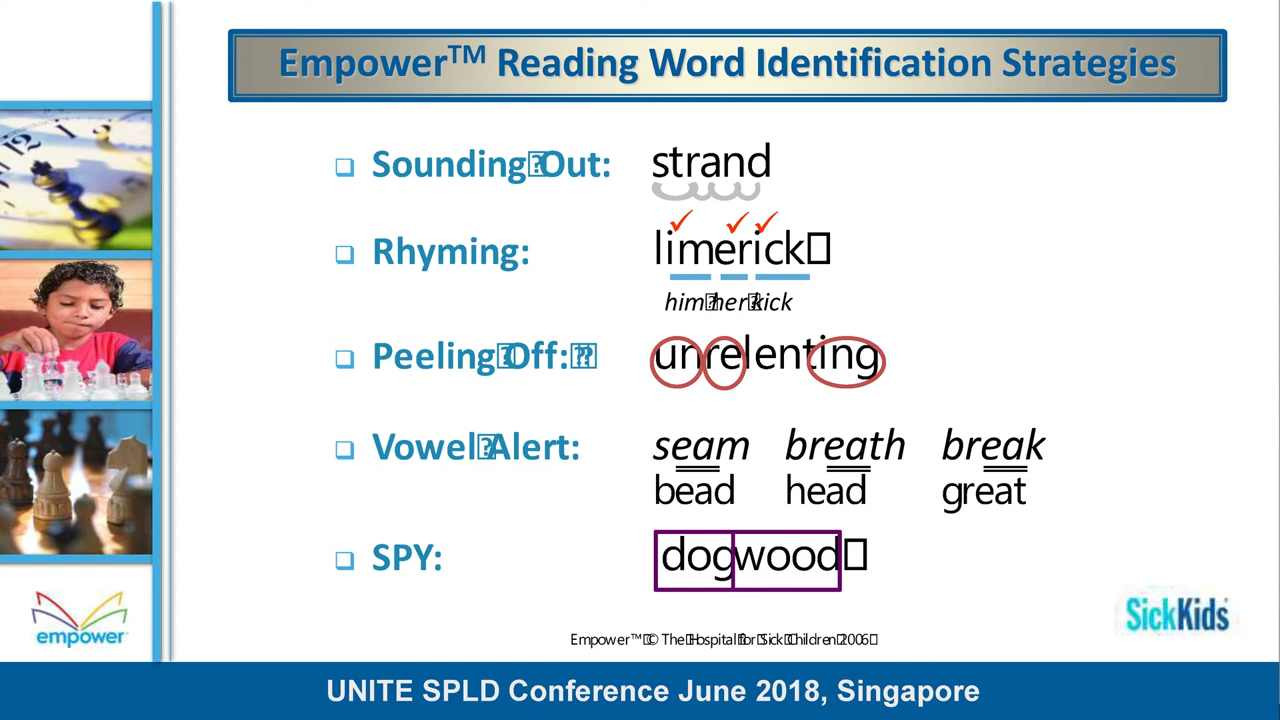 Empower™ Reading Word Identification Strategies
Sounding Out: strand
Rhyming: limerick
him her kick
Peeling Off: unrelenting
Vowel Alert: seam breath break
bead head great
SPY: dogwood
empower
SickKids
Empower™ © The Hospital for Sick Children 2006
UNITE SPLD Conference June 2018, Singapore